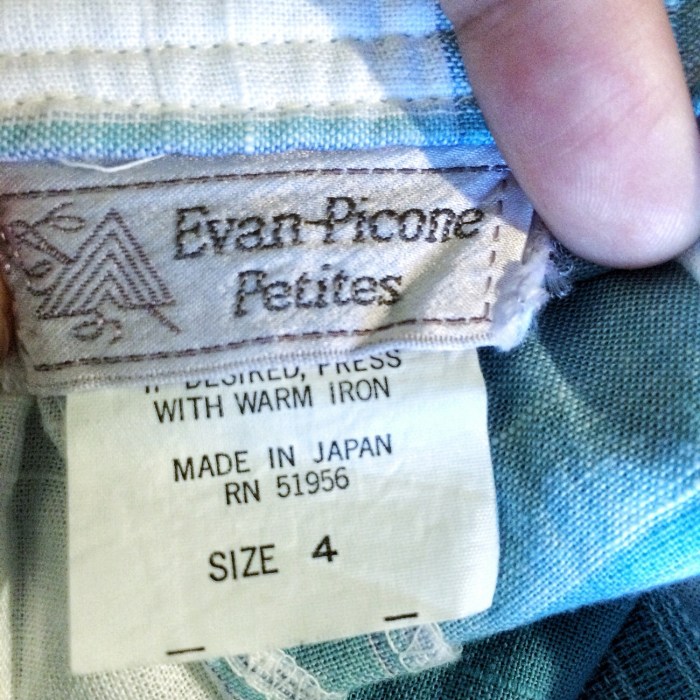 Evan-Picone
Petites
IF DESIRED, PRESS
WITH WARM IRON
MADE IN JAPAN
RN 51956
SIZE 4